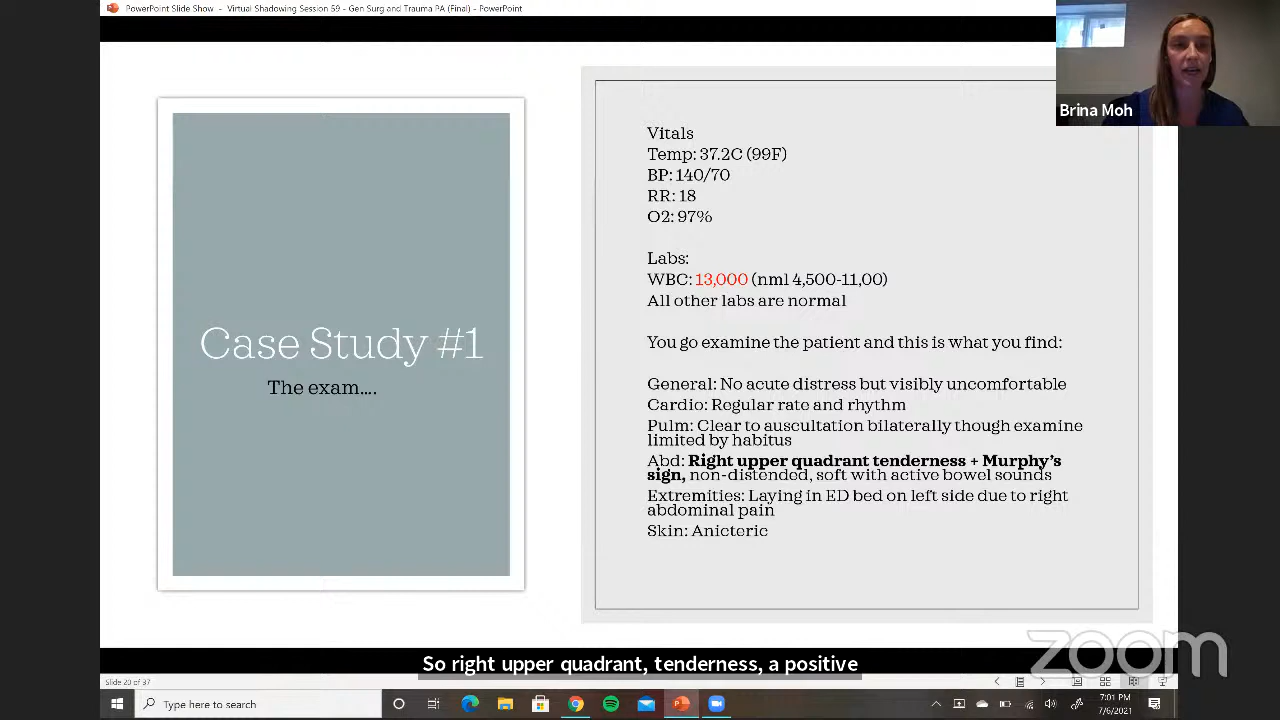 PowerPoint Slide Show - Virtual Shadowing Session 59 - Gen Surg and Trauma PA (Final) - PowerPoint
Brina Moh
Case Study #1
The exam....
Vitals
Temp: 37.2C (99F)
BP: 140/70
RR: 18
O2: 97%
Labs:
WBC: 13,000 (nml 4,500-11,00)
All other labs are normal
You go examine the patient and this is what you find:
General: No acute distress but visibly uncomfortable
Cardio: Regular rate and rhythm
Pulm: Clear to auscultation bilaterally though examine
limited by habitus
Abd: Right upper quadrant tenderness + Murphy's
sign, non-distended, soft with active bowel sounds
Extremities: Laying in ED bed on left side due to right
abdominal pain
Skin: Anicteric
zoom
So right upper quadrant, tenderness, a positive
Slide 20 of 37
Type here to search
7:01 PM
7/6/2021